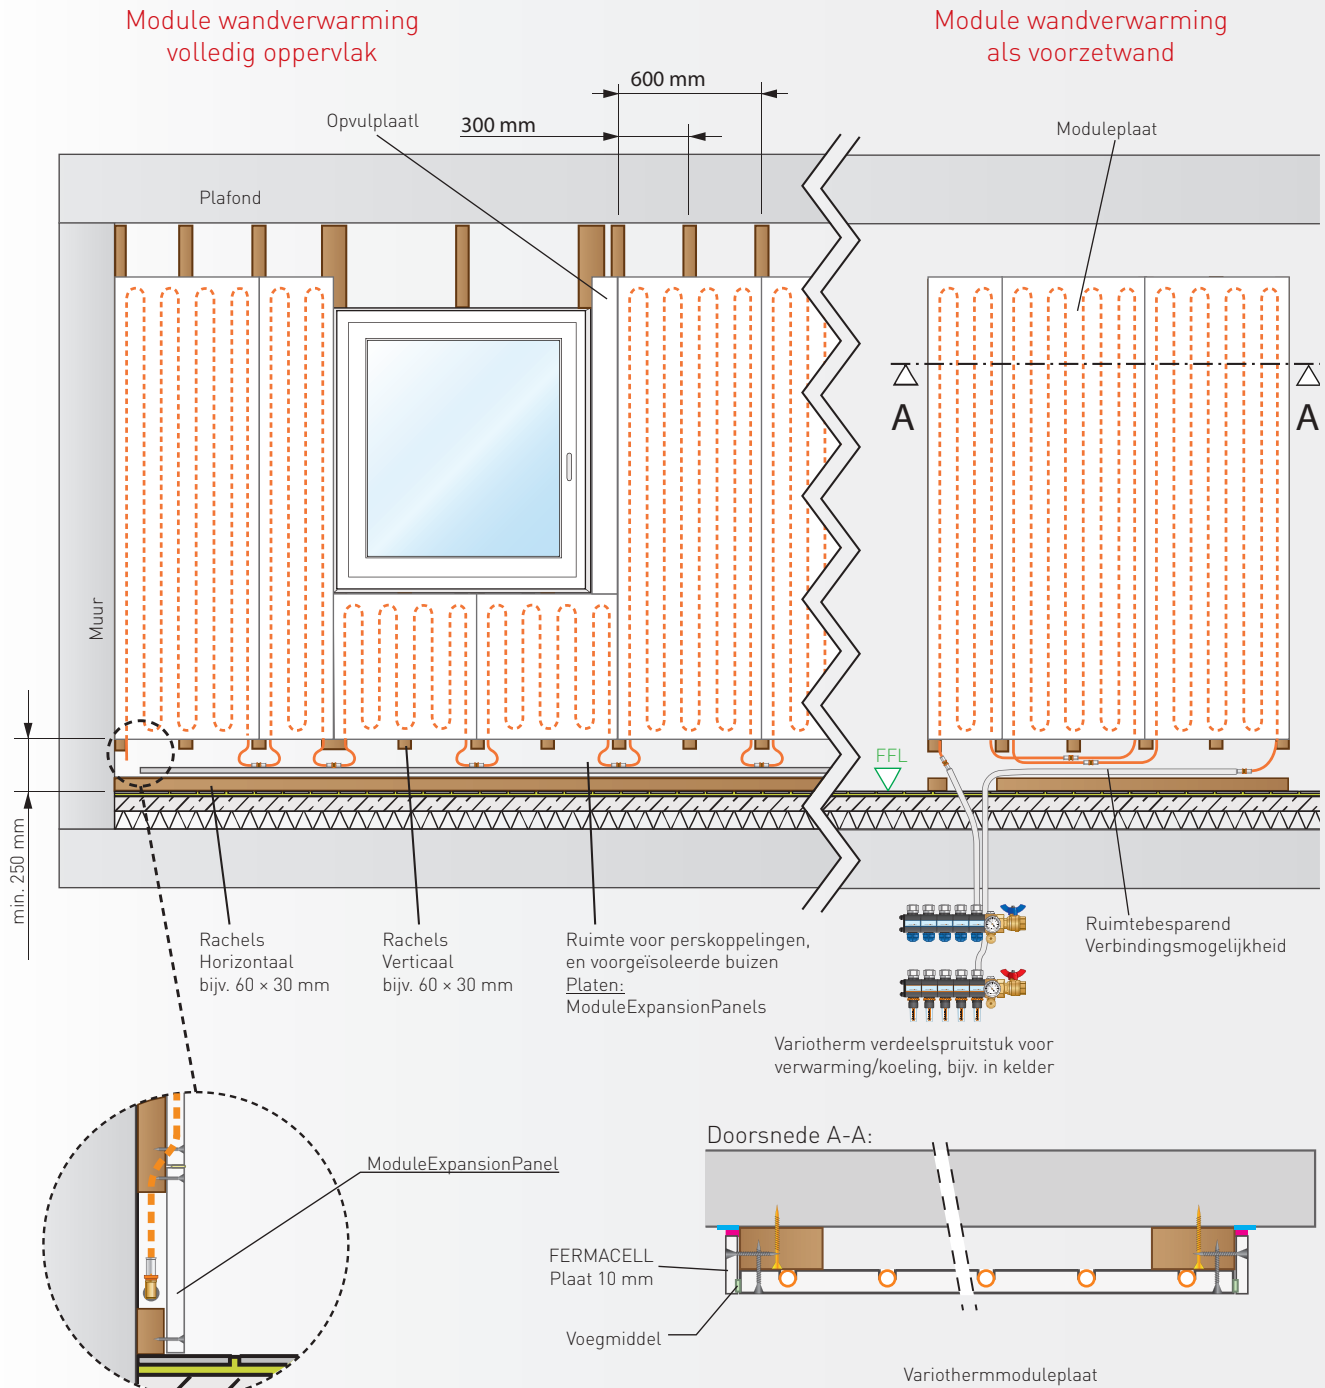 Module wandverwarming
volledig oppervlak
Module wandverwarming
als voorzetwand
600 mm
300 mm
Opvulplaatl
Moduleplaat
Plafond
A
A
Muur
FFL
min. 250 mm
Rachels
Horizontaal
bijv. 60 × 30 mm
Rachels
Verticaal
bijv. 60 × 30 mm
Ruimte voor perskoppelingen,
en voorgeïsoleerde buizen
Platen:
ModuleExpansionPanels
Ruimtebesparend
Verbindingsmogelijkheid
Variotherm verdeelspruitstuk voor
verwarming/koeling, bijv. in kelder
ModuleExpansionPanel
Doorsnede A-A:
FERMACELL
Plaat 10 mm
Voegmiddel
Variothermmoduleplaat